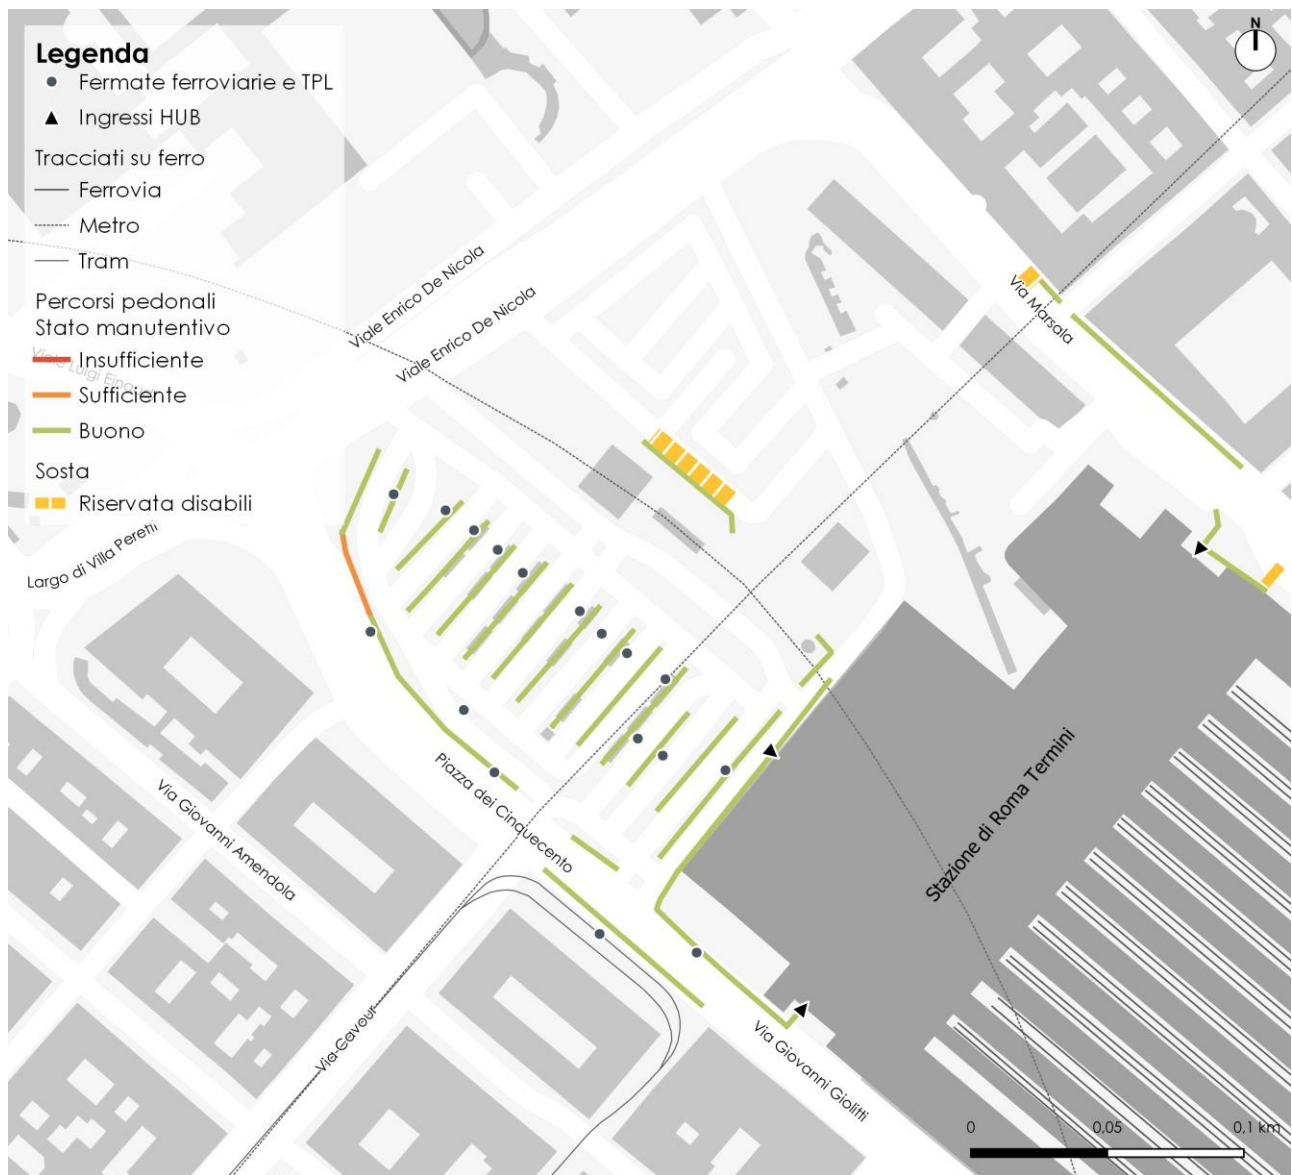 Legenda
Fermate ferroviarie e TPL
Ingressi HUB
Tracciati su ferro
Ferrovia
Metro
Tram
Percorsi pedonali
Stato manutentivo
Insufficiente
Viale Luigi Einaudi
Sufficiente
Buono
Sosta
Riservata disabili
N
Viale Enrico De Nicola
Viale Enrico De Nicola
Via Marsala
Largo di Villa Peretti
Piazza dei Cinquecento
Via Giovanni Amendola
Stazione di Roma Termini
Via Cavour
Via Giovanni Giolitti
0 0,05 0,1 km